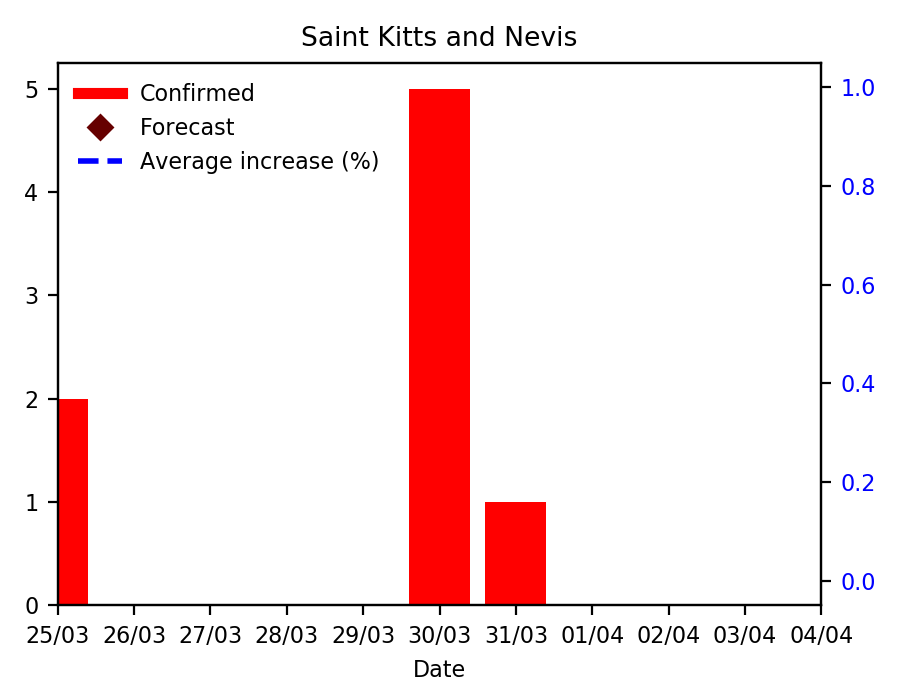 Saint Kitts and Nevis
Confirmed
Forecast
Average increase (%)
5
4
3
2
1
0
1.0
0.8
0.6
0.4
0.2
0.0
25/03 26/03 27/03 28/03 29/03 30/03 31/03 01/04 02/04 03/04 04/04
Date